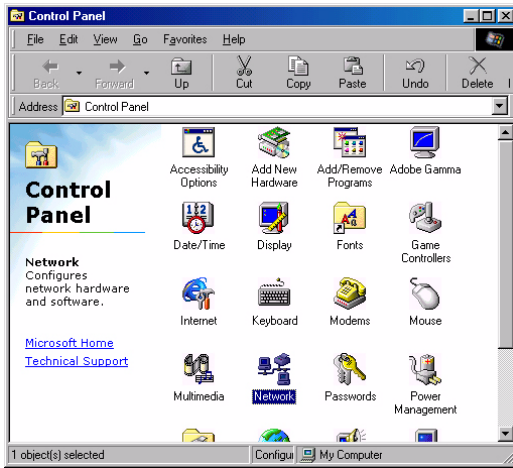 Control Panel
File Edit View Go Favorites Help
Back Forward Up Cut Copy Paste Undo Delete
Address Control Panel
Control
Panel
Network
Configures
network hardware
and software.
Microsoft Home
Technical Support
Accessibility
Options
Add New
Hardware
Add/Remove
Programs
Adobe Gamma
Date/Time
Display
Fonts
Game
Controllers
Internet
Keyboard
Modems
Mouse
Multimedia
Network
Passwords
Power
Management
1 object(s) selected
Configu
My Computer